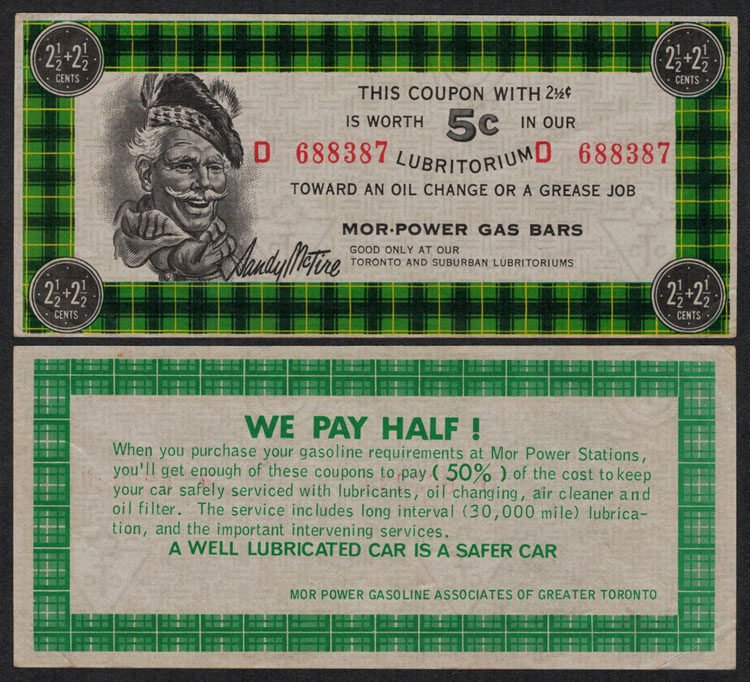 2½+2½ CENTS
2½+2½ CENTS
THIS COUPON WITH 2½¢
IS WORTH 5¢ IN OUR
D 688387 LUBRITORIUM D 688387
TOWARD AN OIL CHANGE OR A GREASE JOB
MOR·POWER GAS BARS
GOOD ONLY AT OUR
TORONTO AND SUBURBAN LUBRITORIUMS
Sandy McTire
2½+2½ CENTS
2½+2½ CENTS
WE PAY HALF !
When you purchase your gasoline requirements at Mor Power Stations,
you'll get enough of these coupons to pay ( 50% ) of the cost to keep
your car safely serviced with lubricants, oil changing, air cleaner and
oil filter. The service includes long interval (30,000 mile) lubrica-
tion, and the important intervening services.
A WELL LUBRICATED CAR IS A SAFER CAR
MOR POWER GASOLINE ASSOCIATES OF GREATER TORONTO